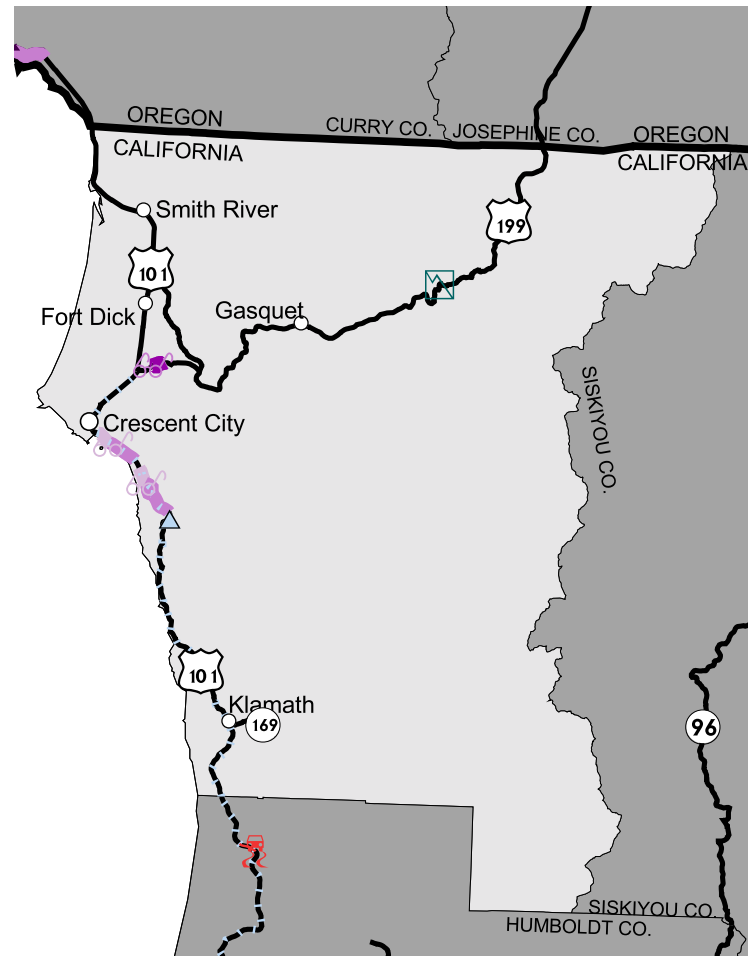 OREGON
CURRY CO.
JOSEPHINE CO.
OREGON
CALIFORNIA
CALIFORNIA
Smith River
199
101
Fort Dick
Gasquet
Crescent City
SISKIYOU CO.
101
Klamath
169
96
SISKIYOU CO.
HUMBOLDT CO.